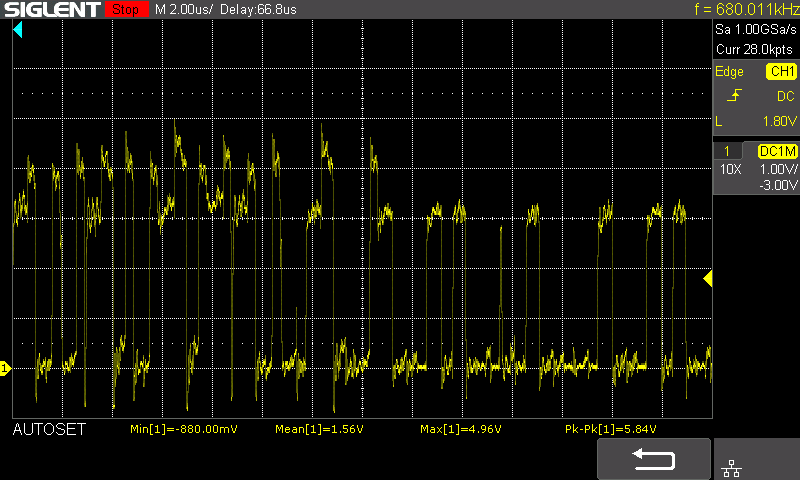 SIGLENT Stop M 2.00us/ Delay:66.8us f = 680.011kHz
Sa 1.00GSa/s
Curr 28.0kpts
Edge CH1
DC
L 1.80V
1 DC1M
10X 1.00V/
-3.00V
1
AUTOSET Min[1]=-880.00mV Mean[1]=1.56V Max[1]=4.96V Pk-Pk[1]=5.84V